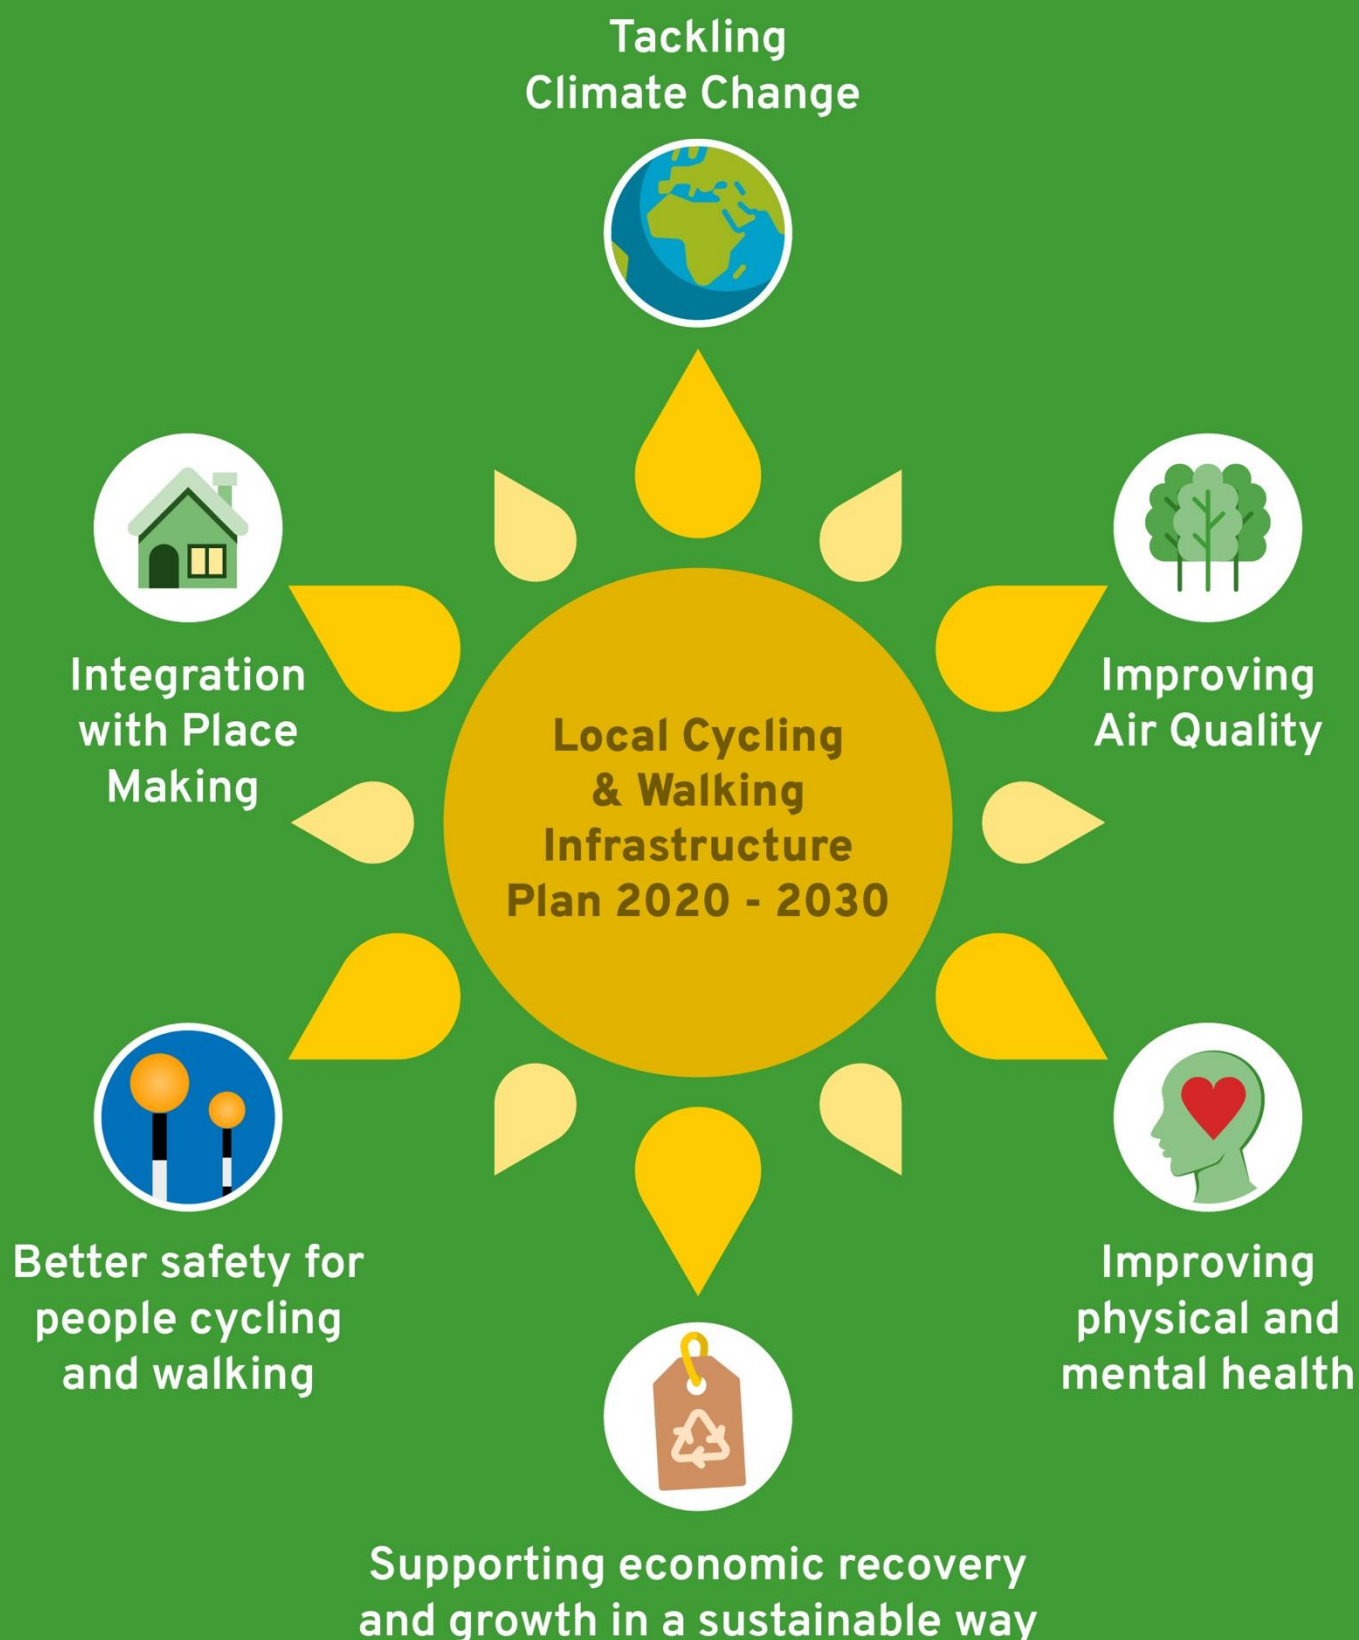 Tackling
Climate Change
Integration
with Place
Making
Improving
Air Quality
Local Cycling
& Walking
Infrastructure
Plan 2020 - 2030
Better safety for
people cycling
and walking
Improving
physical and
mental health
Supporting economic recovery
and growth in a sustainable way